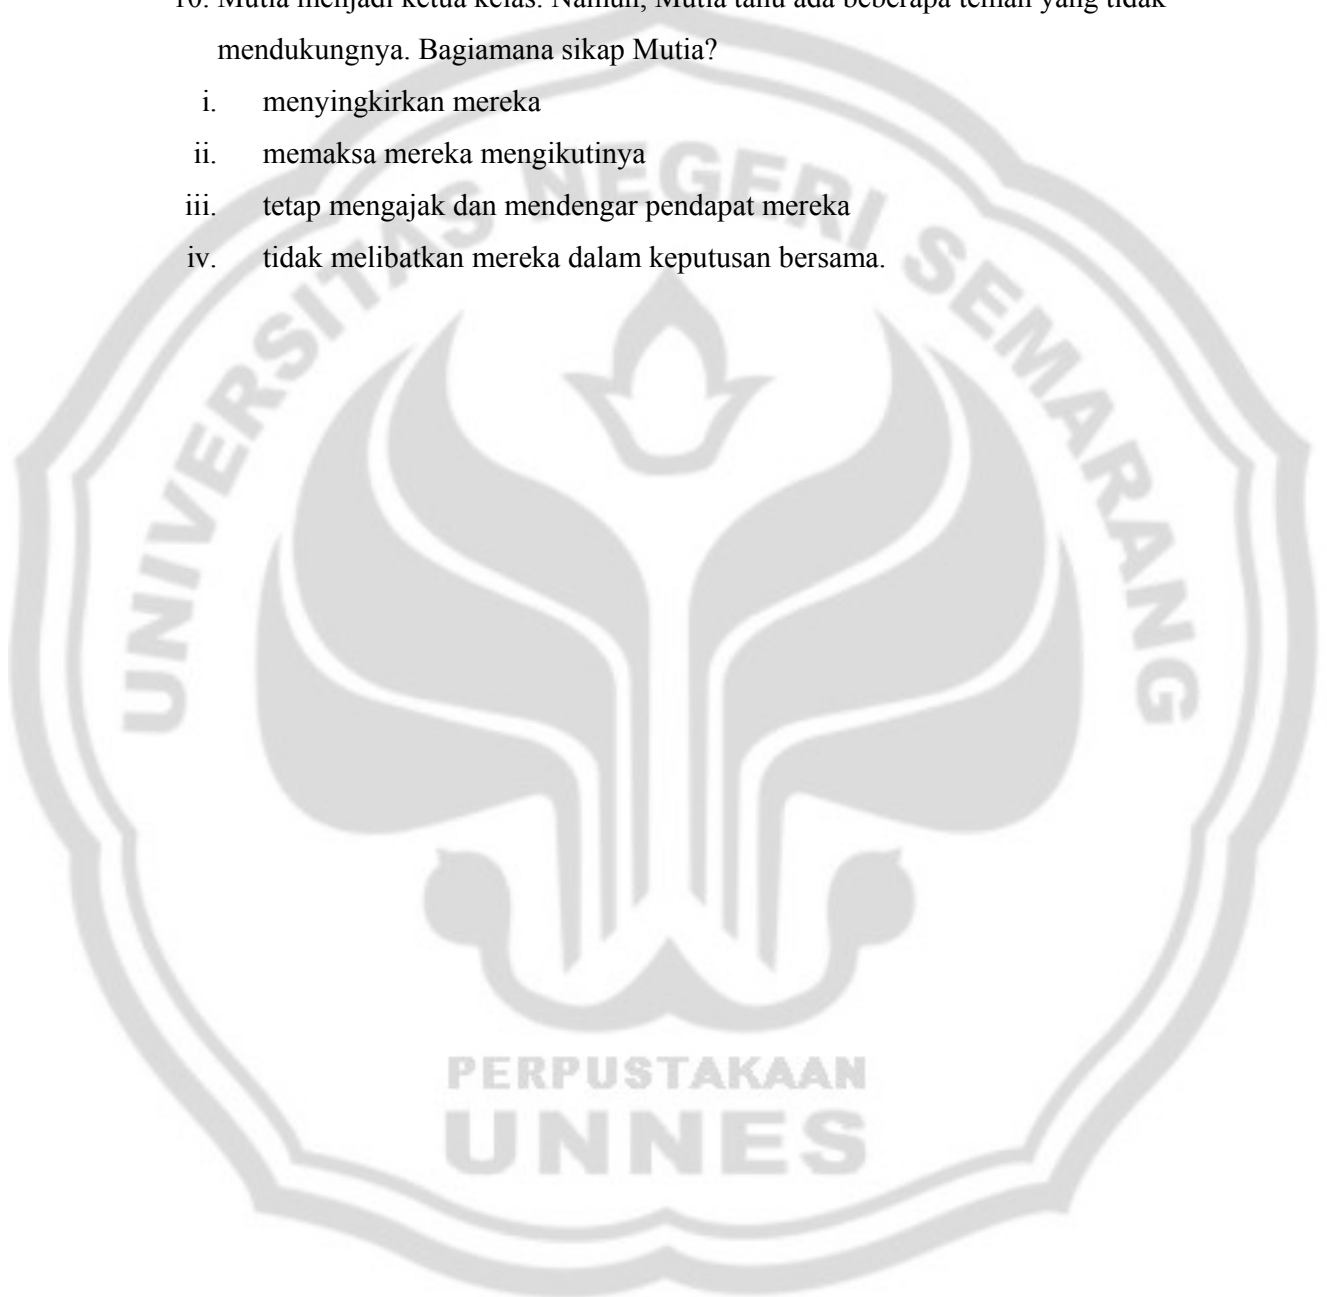 10. Mutia menjadi ketua kelas. Namun, Mutia tahu ada beberapa teman yang tidak
mendukungnya. Bagiamana sikap Mutia?
i. menyingkirkan mereka
ii. memaksa mereka mengikutinya
iii. tetap mengajak dan mendengar pendapat mereka
iv. tidak melibatkan mereka dalam keputusan bersama.
UNIVERSITAS NEGERI SEMARANG
PERPUSTAKAAN
UNNES